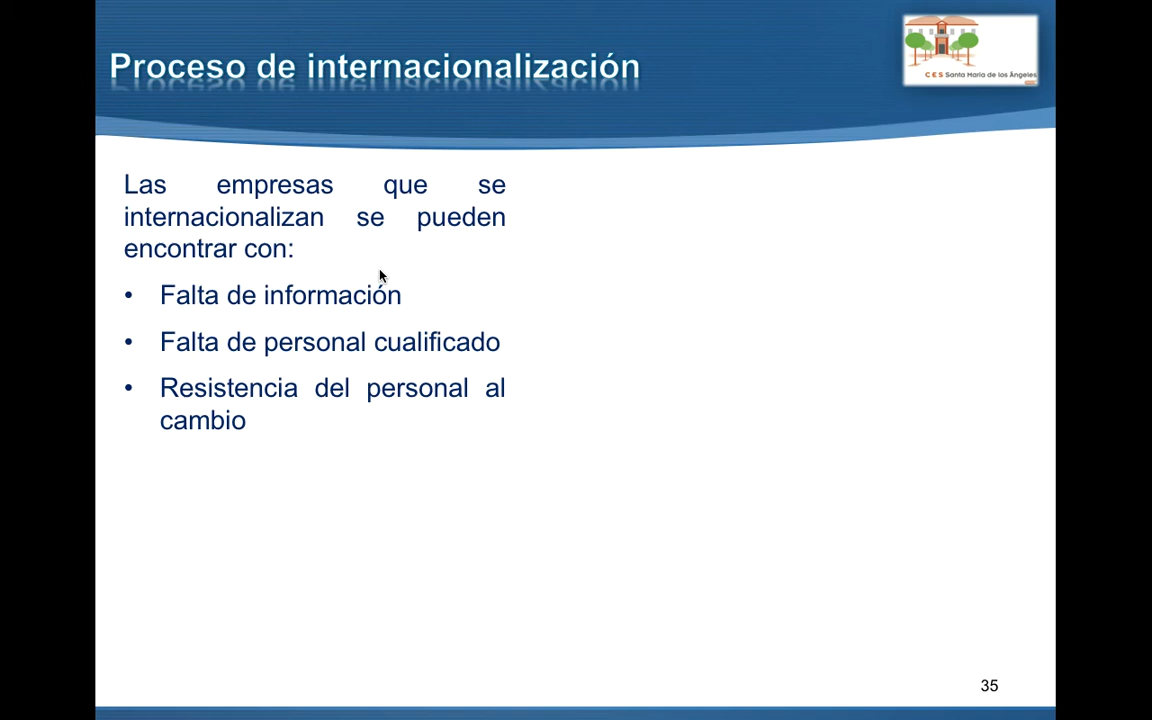 Proceso de internacionalización
CES Santa María de los Ángeles
Las empresas que se
internacionalizan se pueden
encontrar con:
• Falta de información
• Falta de personal cualificado
• Resistencia del personal al
cambio
35